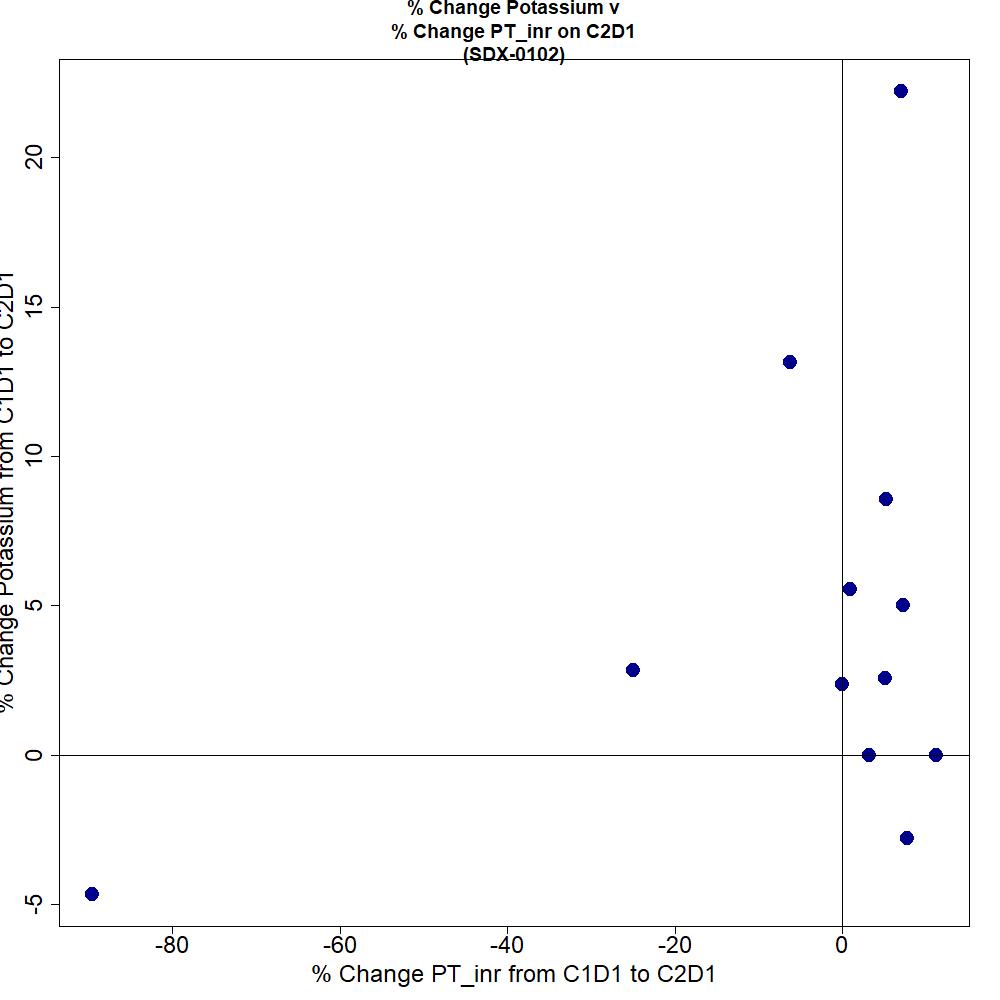 % Change Potassium v
% Change PT_inr on C2D1
(SDX-0102)
% Change Potassium from C1D1 to C2D1
20
15
10
5
0
-5
-80
-60
-40
-20
0
% Change PT_inr from C1D1 to C2D1